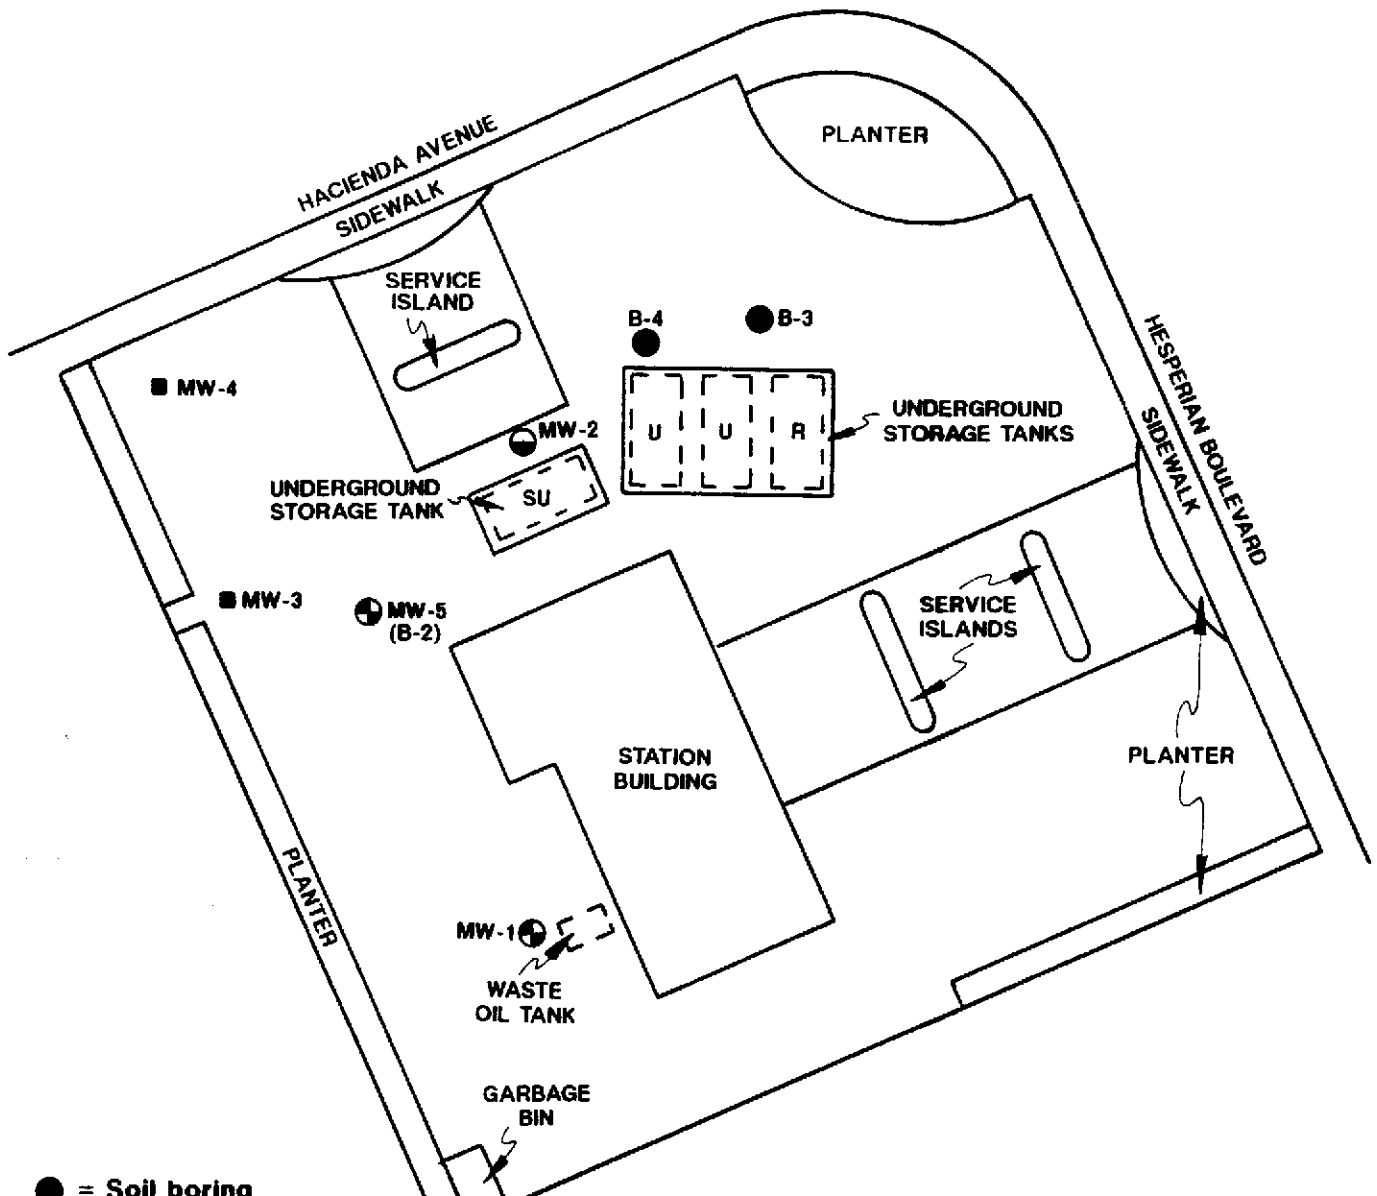 HACIENDA AVENUE
SIDEWALK
PLANTER
SERVICE
ISLAND
B-4
B-3
MW-4
HESPERIAN BOULEVARD
SIDEWALK
MW-2
U
U
R
UNDERGROUND
STORAGE TANKS
UNDERGROUND
STORAGE TANK
SU
MW-3
MW-5
(B-2)
SERVICE
ISLANDS
STATION
BUILDING
PLANTER
PLANTER
MW-1
WASTE
OIL TANK
GARBAGE
BIN
= Soil boring